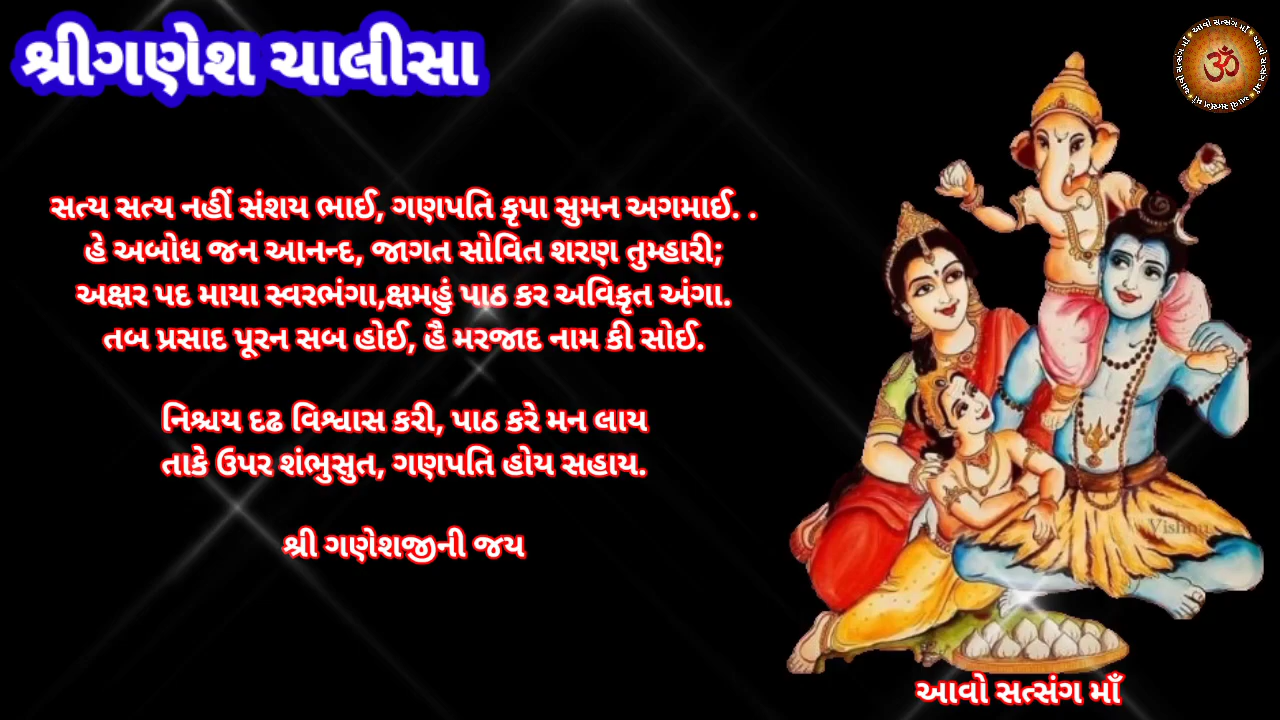 શ્રીગણેશ ચાલીસા
સત્ય સત્ય નહીં સંશય ભાઈ, ગણપતિ કૃપા સુમન અગમાઈ. .
હે અબોધ જન આનન્દ, જાગત સોવિત શરણ તુમ્હારી;
અક્ષર પદ માયા સ્વરભંગા,ક્ષમહું પાઠ કર અવિકૃત અંગા.
તબ પ્રસાદ પૂરન સબ હોઈ, હૈ મરજાદ નામ કી સોઈ.
નિશ્ચય દઢ વિશ્વાસ કરી, પાઠ કરે મન લાય
તાકે ઉપર શંભુસુત, ગણપતિ હોય સહાય.
શ્રી ગણેશજીની જય
ॐ
Vishnu
આવો સત્સંગ માઁ